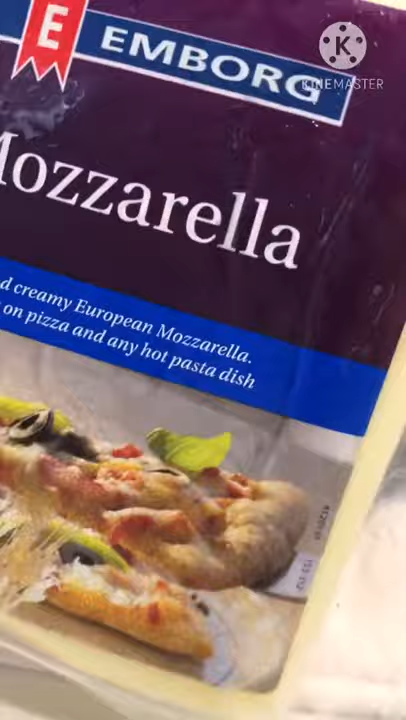 E EMBORG
KINEMASTER
Mozzarella
d creamy European Mozzarella.
on pizza and any hot pasta dish